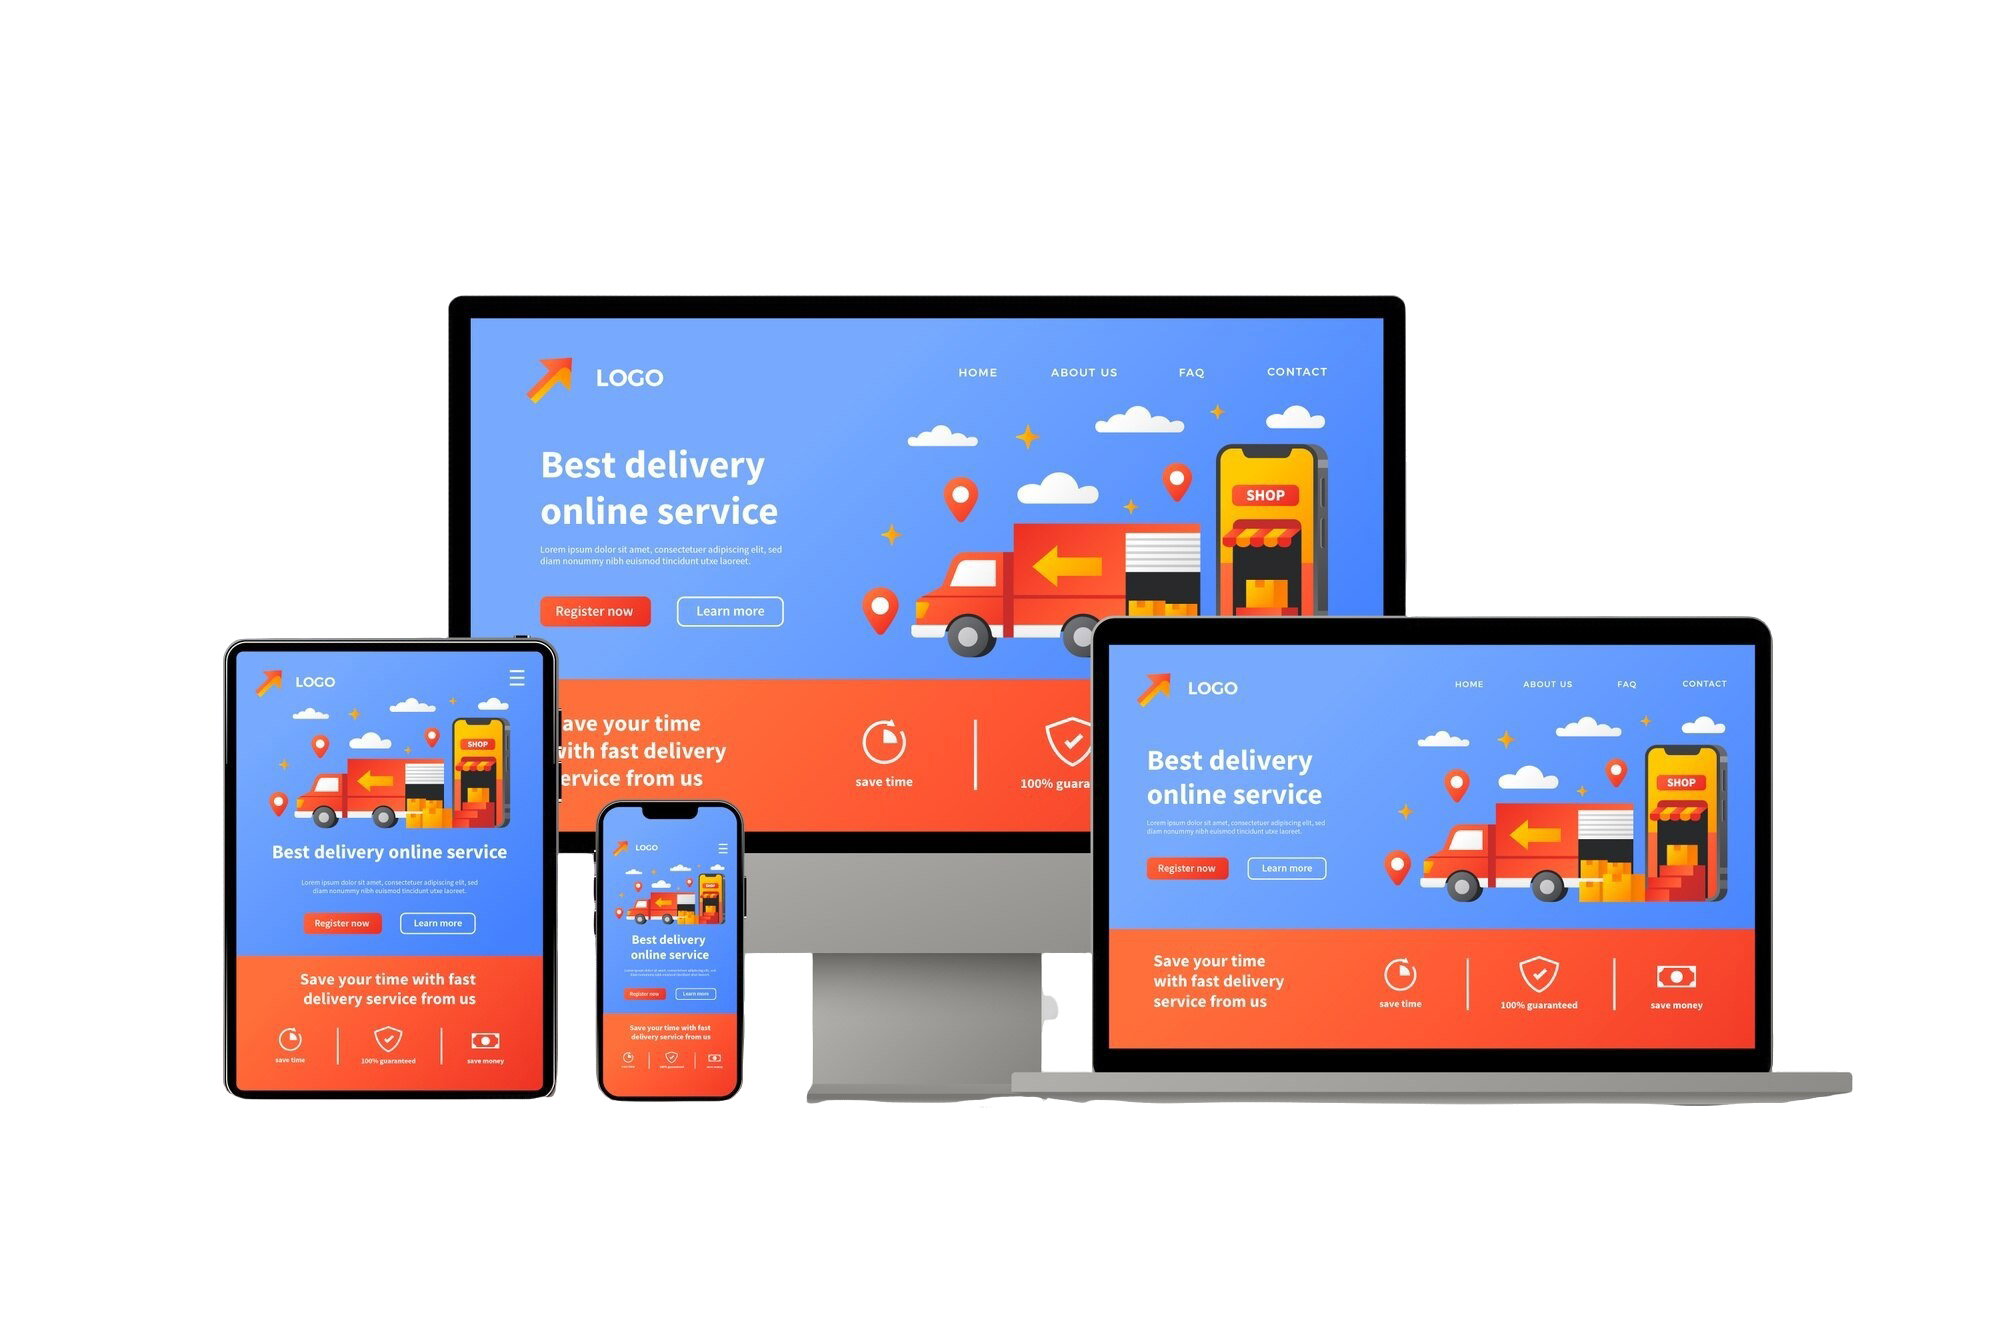 LOGO
HOME ABOUT US FAQ CONTACT
Best delivery
online service
Lorem ipsum dolor sit amet, consectetuer adipiscing elit, sed
diam nonummy nibh euismod tincidunt utxe laoreet.
Register now Learn more
SHOP
ave your time
with fast delivery
ervice from us
save time
100% guara
LOGO
SHOP
Best delivery online service
Lorem ipsum dolor sit amet, consectetuer adipiscing elit, sed
diam nonummy nibh euismod tincidunt utxe laoreet.
Register now Learn more
Save your time with fast
delivery service from us
save time 100% guaranteed save money
LOGO
Best delivery
online service
Register now Learn more
Save your time with fast
delivery service from us
LOGO
HOME ABOUT US FAQ CONTACT
SHOP
Best delivery
online service
Lorem ipsum dolor sit amet, consectetuer adipiscing elit, sed
diam nonummy nibh euismod tincidunt utxe laoreet.
Register now Learn more
Save your time
with fast delivery
service from us
save time 100% guaranteed save money